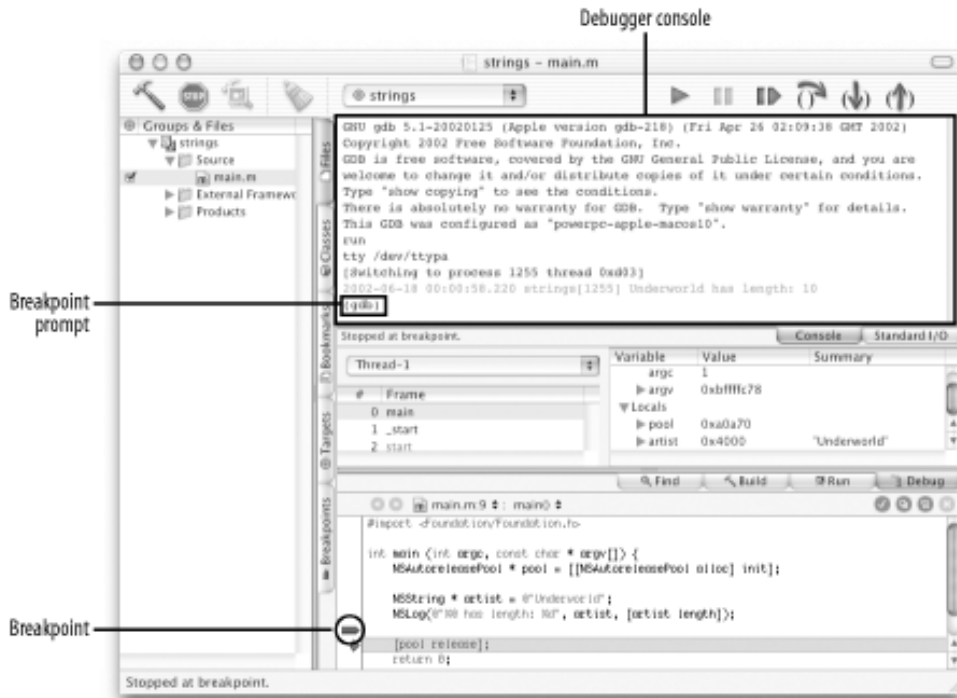 Debugger console
strings – main.m
strings
Groups & Files
strings
Source
main.m
External Framewo
Products
Files
Classes
Bookmarks
Targets
Breakpoints
GNU gdb 5.1-20020125 (Apple version gdb-218) (Fri Apr 26 02:09:38 GMT 2002)
Copyright 2002 Free Software Foundation, Inc.
GDB is free software, covered by the GNU General Public License, and you are
welcome to change it and/or distribute copies of it under certain conditions.
Type "show copying" to see the conditions.
There is absolutely no warranty for GDB.  Type "show warranty" for details.
This GDB was configured as "powerpc-apple-macos10".
run
tty /dev/ttypa
[Switching to process 1255 thread 0xd03]
2002-06-18 00:00:58.220 strings[1255] Underworld has length: 10
(gdb)
Breakpoint
prompt
Stopped at breakpoint.
Console
Standard I/O
Thread-1
# Frame
0 main
1 _start
2 start
Variable Value Summary
argc 1
argv 0xbffffc78
Locals
pool 0xa0a70
artist 0x4000 "Underworld"
Find
Build
Run
Debug
main.m:9 : main()
#import <Foundation/Foundation.h>
int main (int argc, const char * argv[]) {
NSAutoreleasePool * pool = [[NSAutoreleasePool alloc] init];
NSString * artist = @"Underworld";
NSLog(@"%@ has length: %d", artist, [artist length]);
Breakpoint
[pool release];
return 0;
Stopped at breakpoint.